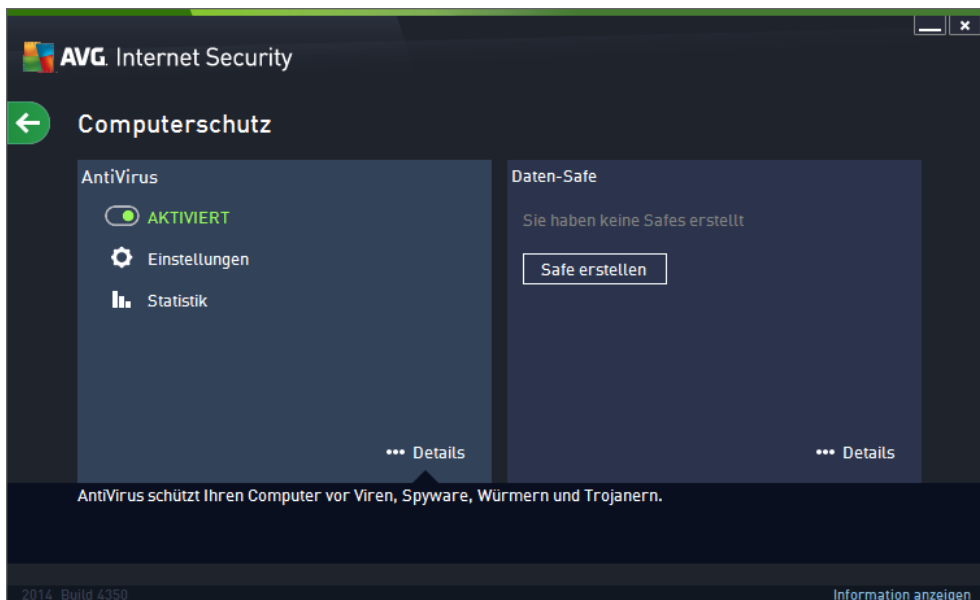 AVG. Internet Security
Computerschutz
AntiVirus
AKTIVIERT
Einstellungen
Statistik
••• Details
Daten-Safe
Sie haben keine Safes erstellt
Safe erstellen
••• Details
AntiVirus schützt Ihren Computer vor Viren, Spyware, Würmern und Trojanern.
2014 Build 4350
Information anzeigen